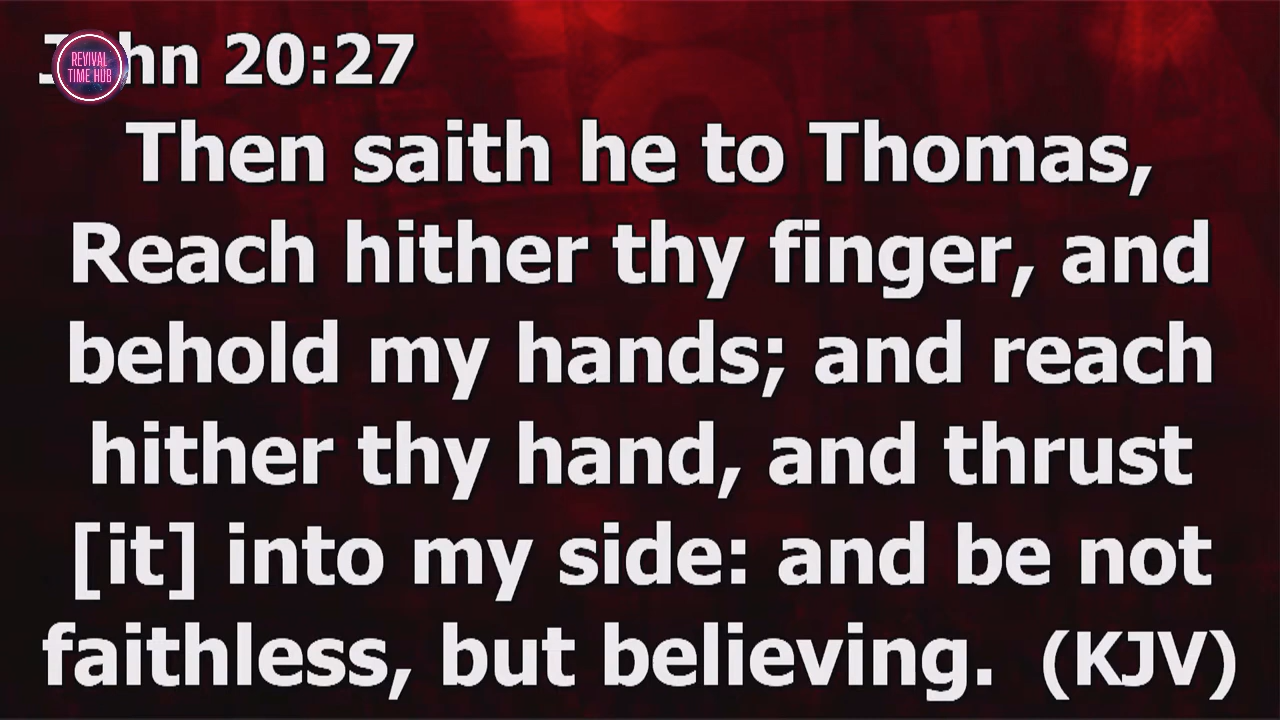 John 20:27
REVIVAL
TIME HUB
Then saith he to Thomas,
Reach hither thy finger, and
behold my hands; and reach
hither thy hand, and thrust
[it] into my side: and be not
faithless, but believing. (KJV)